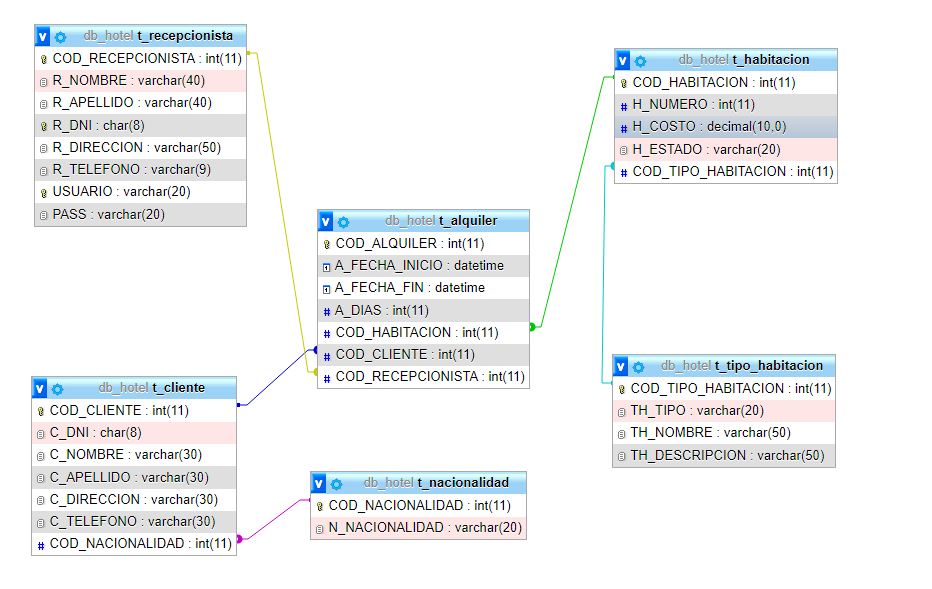 v db_hotel t_recepcionista
COD_RECEPCIONISTA : int(11)
R_NOMBRE : varchar(40)
R_APELLIDO : varchar(40)
R_DNI : char(8)
R_DIRECCION : varchar(50)
R_TELEFONO : varchar(9)
USUARIO : varchar(20)
PASS : varchar(20)
v db_hotel t_habitacion
COD_HABITACION : int(11)
# H_NUMERO : int(11)
# H_COSTO : decimal(10,0)
H_ESTADO : varchar(20)
# COD_TIPO_HABITACION : int(11)
v db_hotel t_alquiler
COD_ALQUILER : int(11)
A_FECHA_INICIO : datetime
A_FECHA_FIN : datetime
# A_DIAS : int(11)
# COD_HABITACION : int(11)
# COD_CLIENTE : int(11)
# COD_RECEPCIONISTA : int(11)
v db_hotel t_cliente
COD_CLIENTE : int(11)
C_DNI : char(8)
C_NOMBRE : varchar(30)
C_APELLIDO : varchar(30)
C_DIRECCION : varchar(30)
C_TELEFONO : varchar(30)
# COD_NACIONALIDAD : int(11)
v db_hotel t_tipo_habitacion
COD_TIPO_HABITACION : int(11)
TH_TIPO : varchar(20)
TH_NOMBRE : varchar(50)
TH_DESCRIPCION : varchar(50)
v db_hotel t_nacionalidad
COD_NACIONALIDAD : int(11)
N_NACIONALIDAD : varchar(20)